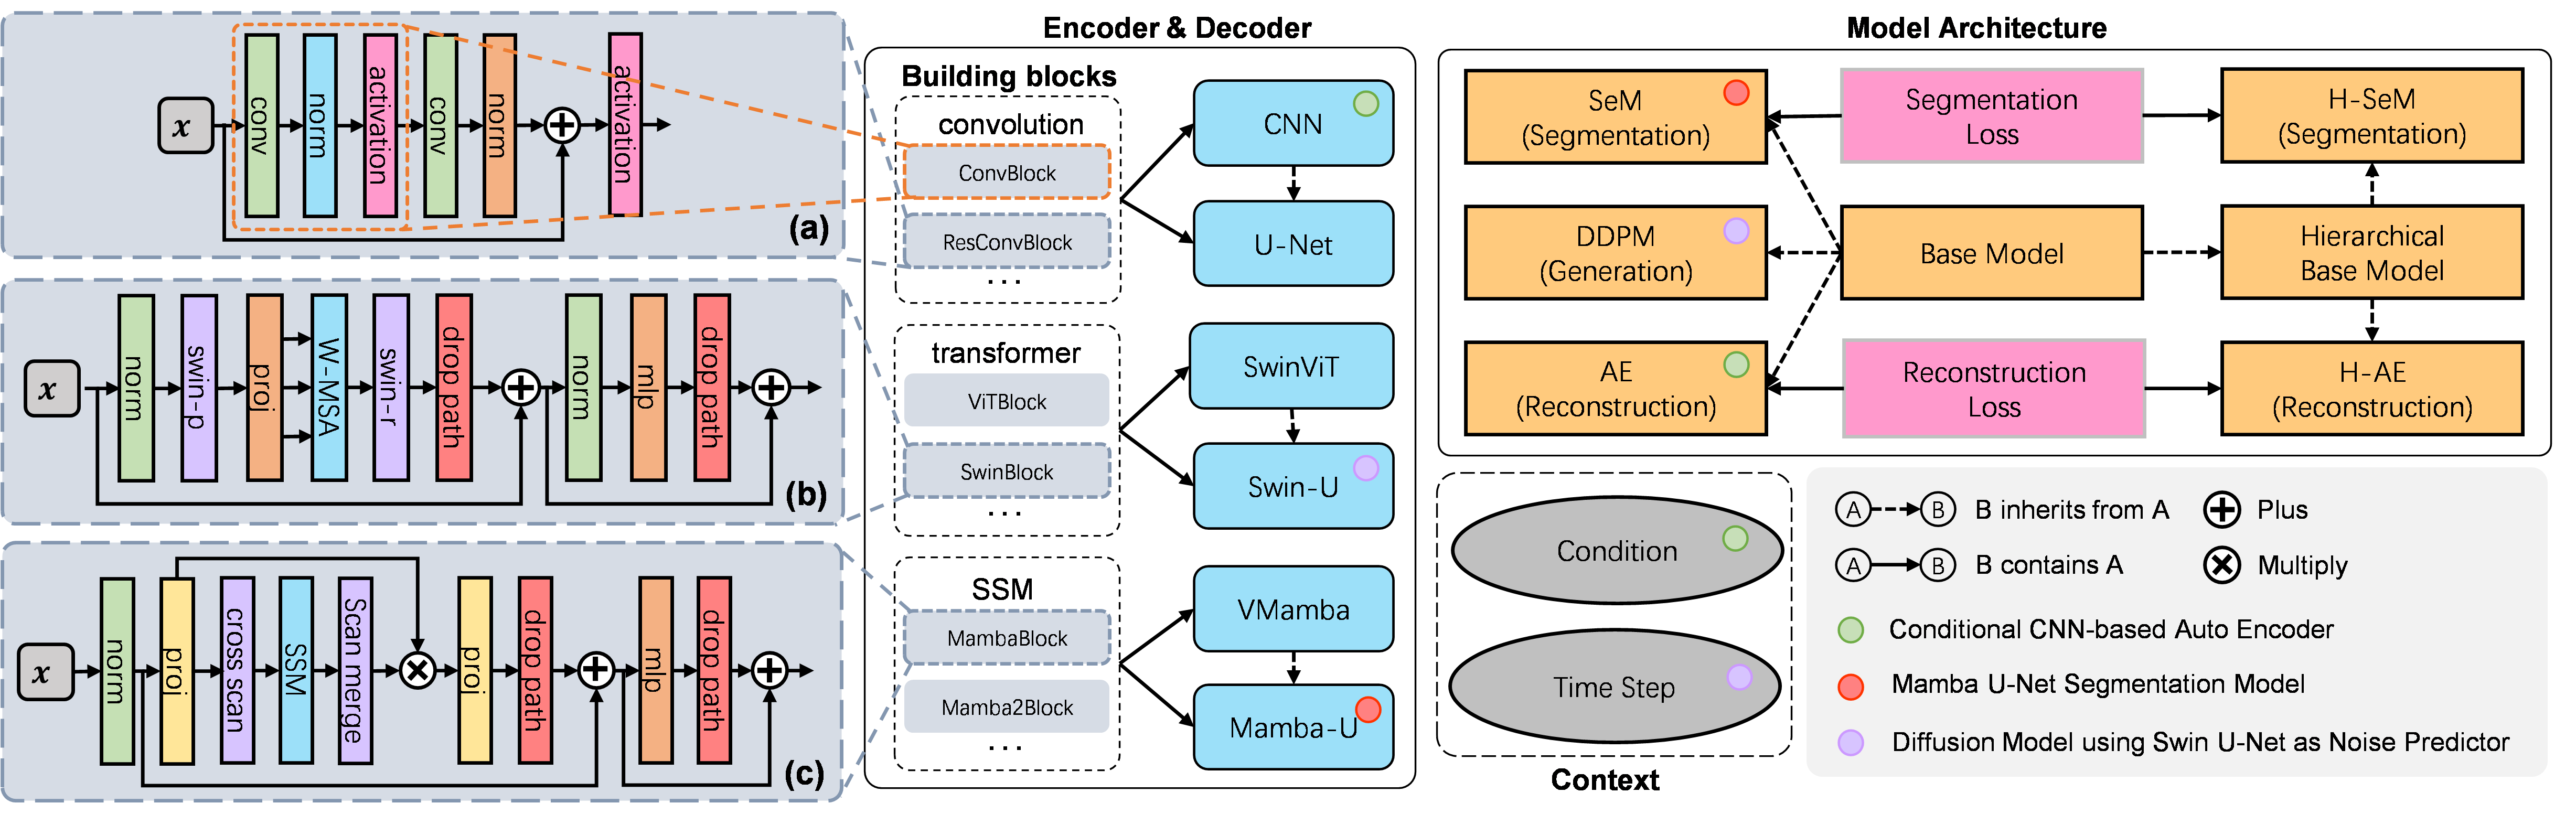 x
conv
norm
activation
conv
norm
activation
(a)
x
norm
swin-p
proj
W-MSA
swin-r
drop path
norm
mlp
drop path
(b)
x
norm
proj
cross scan
SSM
Scan merge
proj
drop path
mlp
drop path
(c)
Encoder & Decoder
Building blocks
convolution
ConvBlock
ResConvBlock
...
transformer
ViTBlock
SwinBlock
...
SSM
MambaBlock
Mamba2Block
...
CNN
U-Net
SwinViT
Swin-U
VMamba
Mamba-U
Model Architecture
SeM
(Segmentation)
Segmentation
Loss
H-SeM
(Segmentation)
DDPM
(Generation)
Base Model
Hierarchical
Base Model
AE
(Reconstruction)
Reconstruction
Loss
H-AE
(Reconstruction)
Condition
Time Step
Context
A
B
B inherits from A
Plus
A
B
B contains A
Multiply
Conditional CNN-based Auto Encoder
Mamba U-Net Segmentation Model
Diffusion Model using Swin U-Net as Noise Predictor